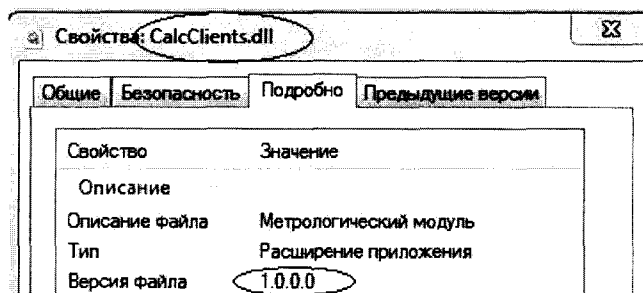 Свойства: CalcClients.dll
Общие Безопасность Подробно Предыдущие версии
Свойство Значение
Описание
Описание файла Метрологический модуль
Тип Расширение приложения
Версия файла 1.0.0.0